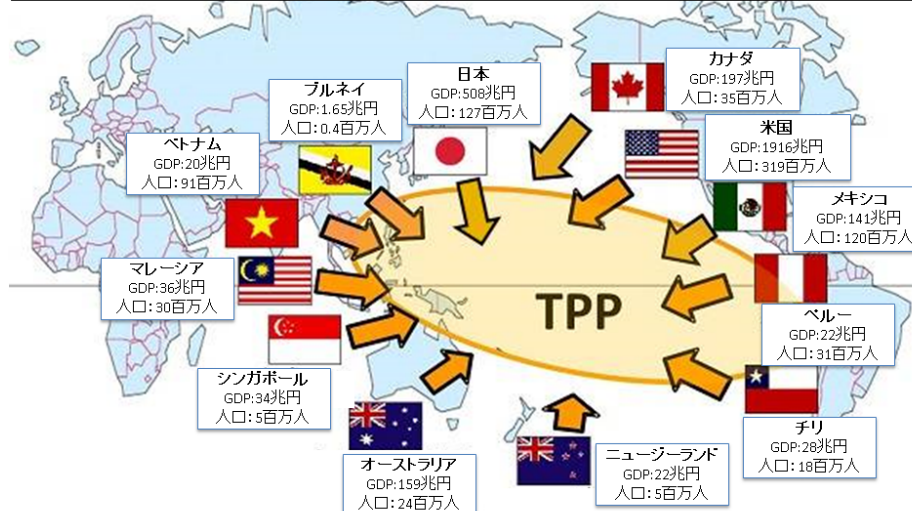 カナダ
GDP:197兆円
人口:35百万人
日本
GDP:508兆円
人口:127百万人
ブルネイ
GDP:1.65兆円
人口:0.4百万人
米国
GDP:1916兆円
人口:319百万人
ベトナム
GDP:20兆円
人口:91百万人
メキシコ
GDP:141兆円
人口:120百万人
マレーシア
GDP:36兆円
人口:30百万人
TPP
ペルー
GDP:22兆円
人口:31百万人
シンガポール
GDP:34兆円
人口:5百万人
チリ
GDP:28兆円
人口:18百万人
ニュージーランド
GDP:22兆円
人口:5百万人
オーストラリア
GDP:159兆円
人口:24百万人